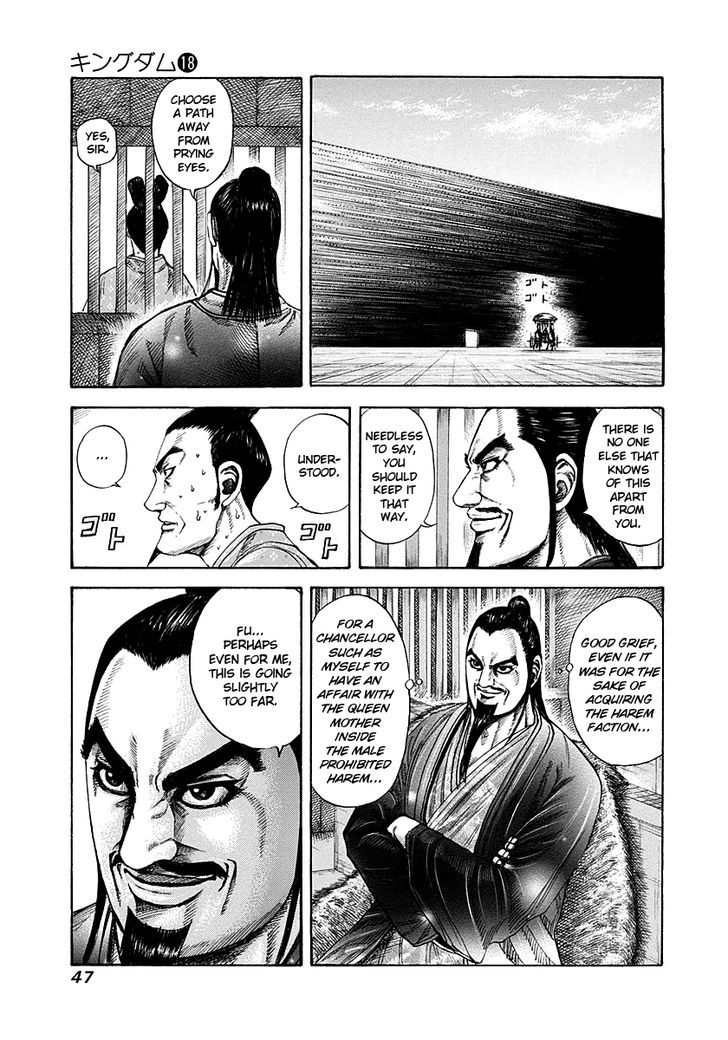 キングダム⓲
ゴト
ゴト
CHOOSE
A PATH
AWAY
FROM
PRYING
EYES.
YES,
SIR.
THERE IS
NO ONE
ELSE THAT
KNOWS
OF THIS
APART
FROM
YOU.
NEEDLESS
TO SAY,
YOU
SHOULD
KEEP IT
THAT
WAY.
UNDER-
STOOD.
...
ゴト
ゴト
GOOD GRIEF,
EVEN IF IT
WAS FOR THE
SAKE OF
ACQUIRING
THE HAREM
FACTION...
FOR A
CHANCELLOR
SUCH AS
MYSELF TO
HAVE AN
AFFAIR WITH
THE QUEEN
MOTHER
INSIDE
THE MALE
PROHIBITED
HAREM...
FU...
PERHAPS
EVEN FOR ME,
THIS IS GOING
SLIGHTLY
TOO FAR.
47